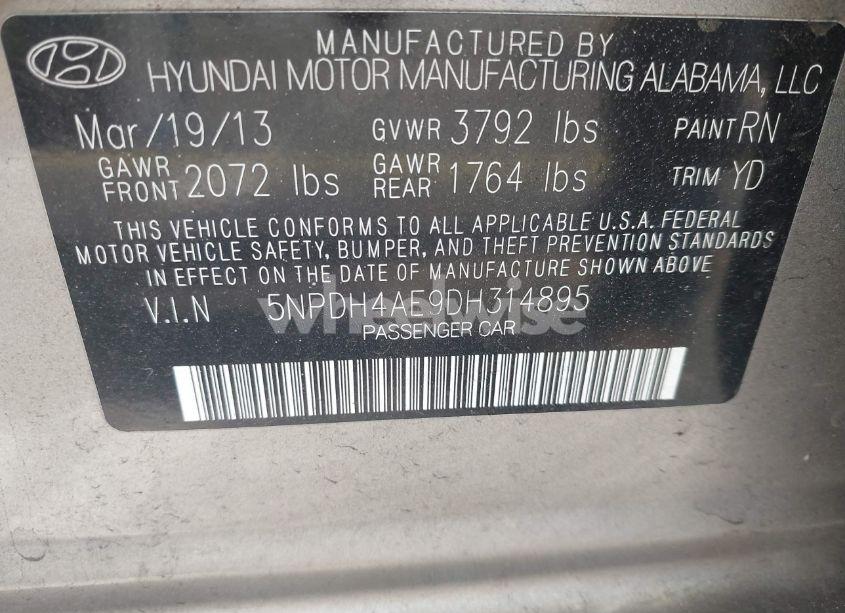 MANUFACTURED BY
HYUNDAI MOTOR MANUFACTURING ALABAMA, LLC
Mar/19/13 GVWR 3792 lbs PAINT RN
GAWR FRONT 2072 lbs GAWR REAR 1764 lbs TRIM YD
THIS VEHICLE CONFORMS TO ALL APPLICABLE U.S.A. FEDERAL
MOTOR VEHICLE SAFETY, BUMPER, AND THEFT PREVENTION STANDARDS
IN EFFECT ON THE DATE OF MANUFACTURE SHOWN ABOVE
V.I.N 5NPDH4AE9DH314895
wheelwise
PASSENGER CAR